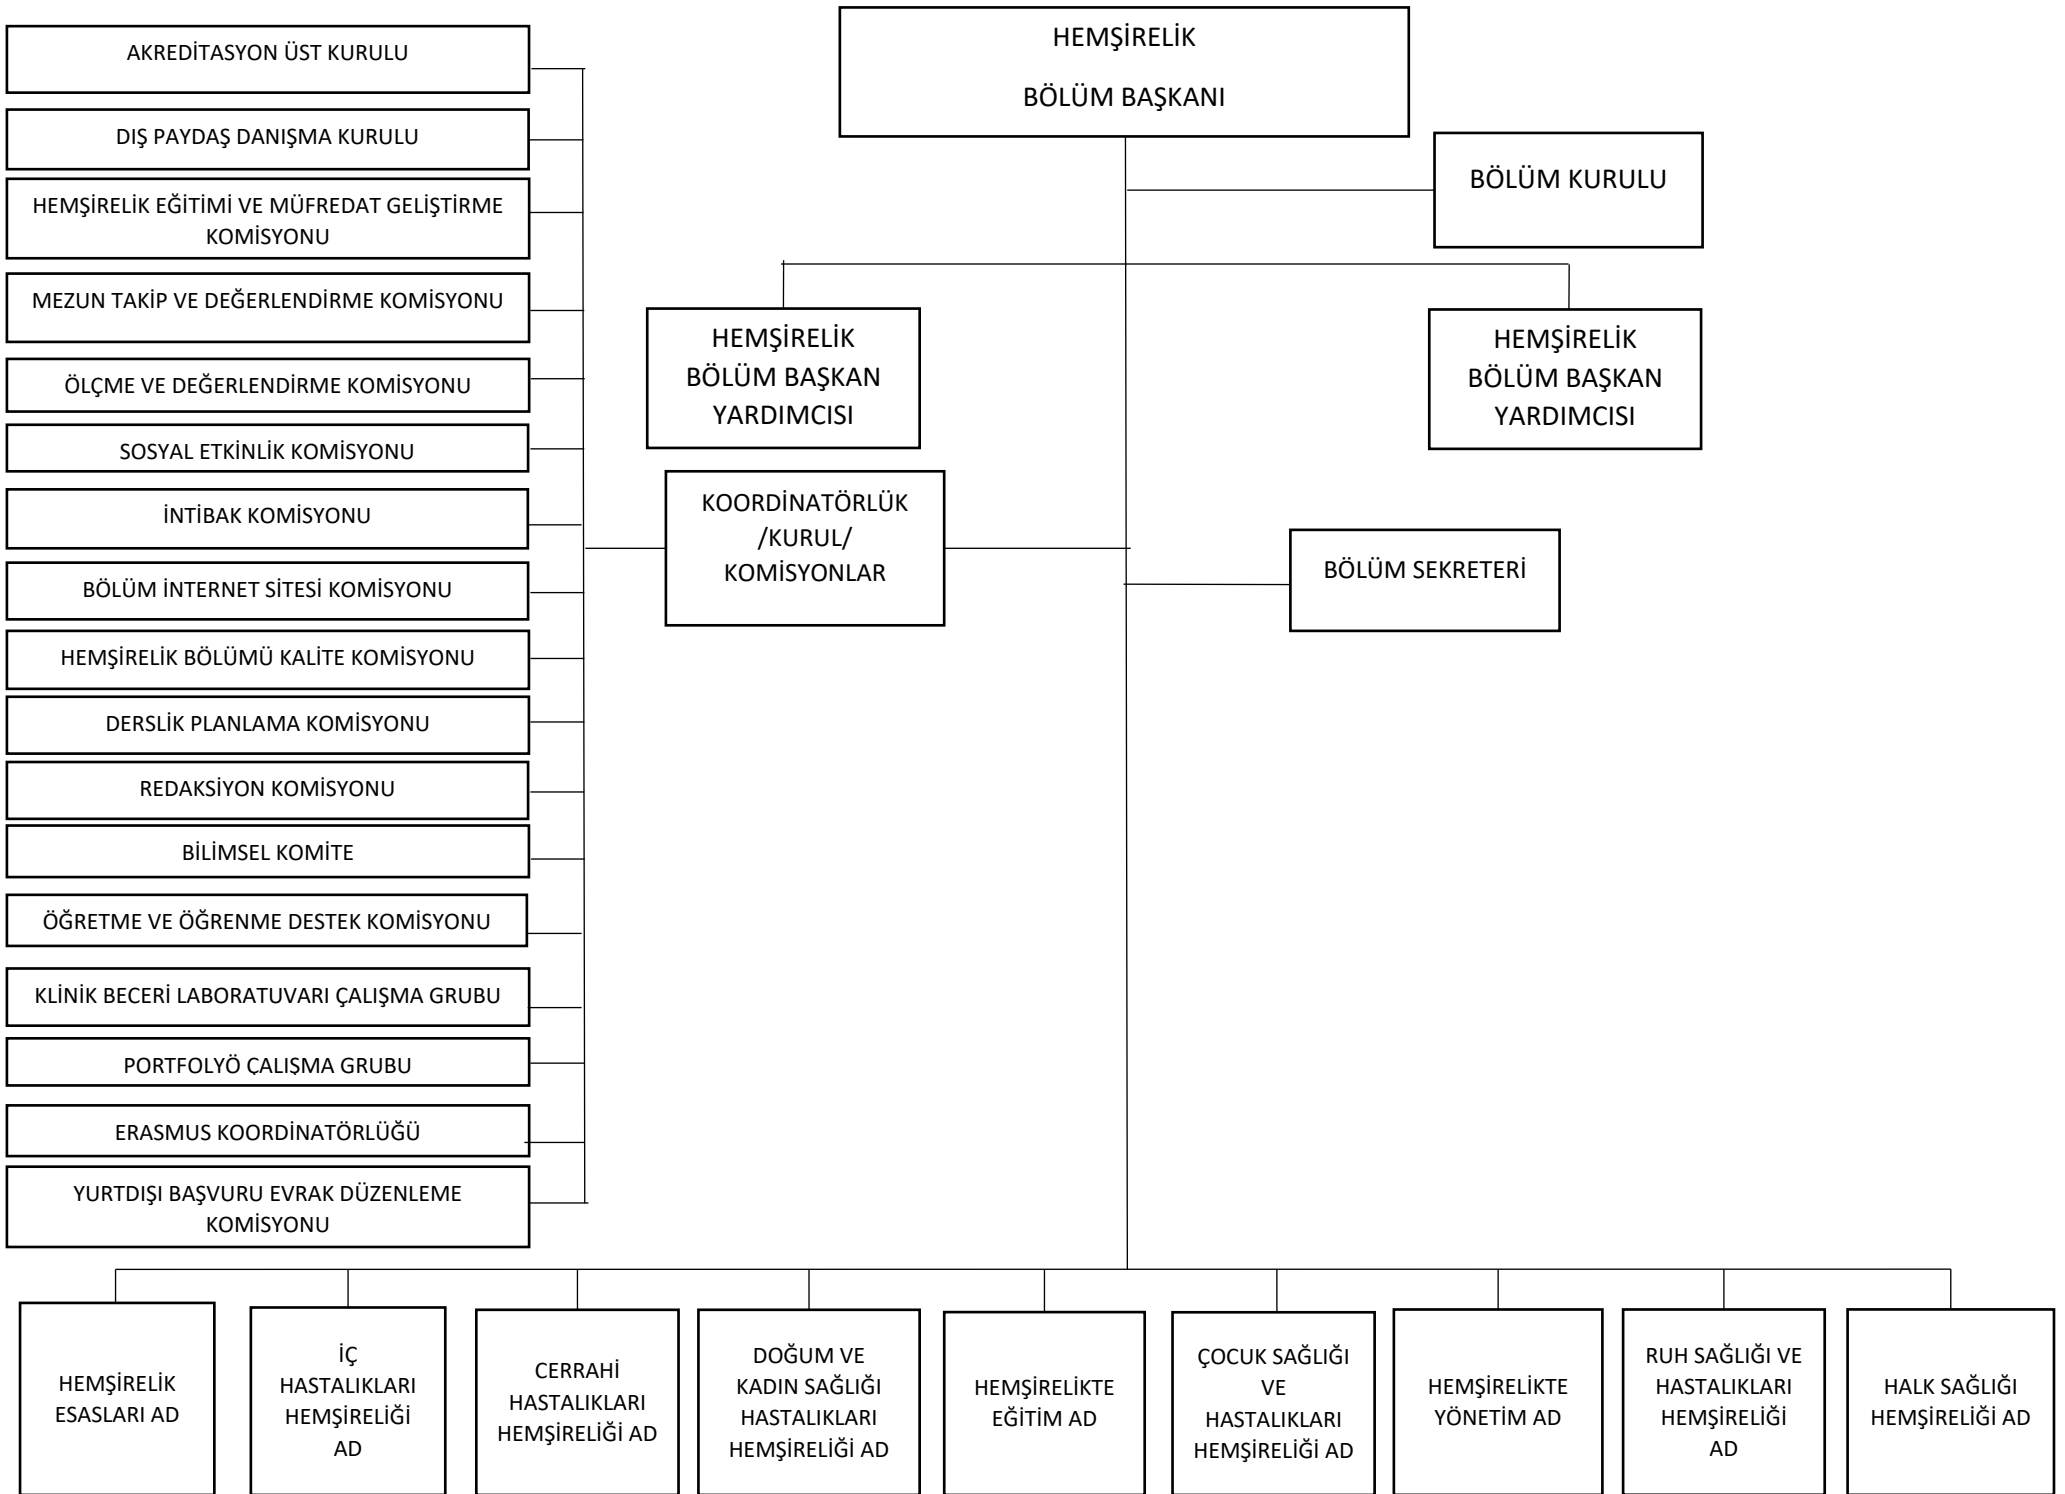 HEMŞİRELİK
BÖLÜM BAŞKANI
BÖLÜM KURULU
HEMŞİRELİK
BÖLÜM BAŞKAN
YARDIMCISI
HEMŞİRELİK
BÖLÜM BAŞKAN
YARDIMCISI
KOORDİNATÖRLÜK
/KURUL/
KOMİSYONLAR
BÖLÜM SEKRETERİ
AKREDİTASYON ÜST KURULU
DIŞ PAYDAŞ DANIŞMA KURULU
HEMŞİRELİK EĞİTİMİ VE MÜFREDAT GELİŞTİRME
KOMİSYONU
MEZUN TAKİP VE DEĞERLENDİRME KOMİSYONU
ÖLÇME VE DEĞERLENDİRME KOMİSYONU
SOSYAL ETKİNLİK KOMİSYONU
İNTİBAK KOMİSYONU
BÖLÜM İNTERNET SİTESİ KOMİSYONU
HEMŞİRELİK BÖLÜMÜ KALİTE KOMİSYONU
DERSLİK PLANLAMA KOMİSYONU
REDAKSİYON KOMİSYONU
BİLİMSEL KOMİTE
ÖĞRETME VE ÖĞRENME DESTEK KOMİSYONU
KLİNİK BECERİ LABORATUVARI ÇALIŞMA GRUBU
PORTFOLYÖ ÇALIŞMA GRUBU
ERASMUS KOORDİNATÖRLÜĞÜ
YURTDIŞI BAŞVURU EVRAK DÜZENLEME
KOMİSYONU
HEMŞİRELİK
ESASLARI AD
İÇ
HASTALIKLARI
HEMŞİRELİĞİ
AD
CERRAHİ
HASTALIKLARI
HEMŞİRELİĞİ AD
DOĞUM VE
KADIN SAĞLIĞI
HASTALIKLARI
HEMŞİRELİĞİ AD
HEMŞİRELİKTE
EĞİTİM AD
ÇOCUK SAĞLIĞI
VE
HASTALIKLARI
HEMŞİRELİĞİ AD
HEMŞİRELİKTE
YÖNETİM AD
RUH SAĞLIĞI VE
HASTALIKLARI
HEMŞİRELİĞİ
AD
HALK SAĞLIĞI
HEMŞİRELİĞİ AD